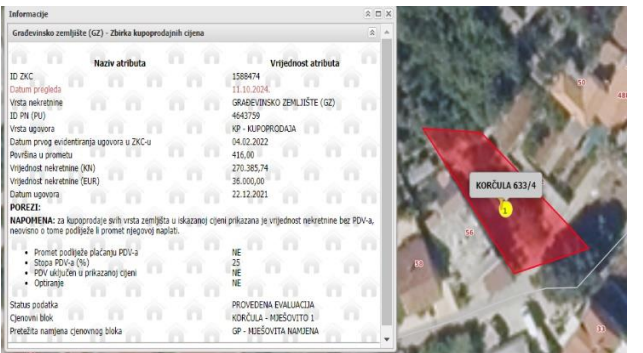 Informacije
Građevinsko zemljište (GZ) - Zbirka kupoprodajnih cijena
Naziv atributa Vrijednost atributa
ID ZKC 1588474
Datum pregleda 11.10.2024.
Vrsta nekretnine GRAĐEVINSKO ZEMLJIŠTE (GZ)
ID PN (PU) 4643759
Vrsta ugovora KP - KUPOPRODAJA
Datum prvog evidentiranja ugovora u ZKC-u 04.02.2022
Površina u prometu 416,00
Vrijednost nekretnine (KN) 270.385,74
Vrijednost nekretnine (EUR) 36.000,00
Datum ugovora 22.12.2021
POREZI:
NAPOMENA: za kupoprodaje svih vrsta zemljišta u iskazanoj cijeni prikazana je vrijednost nekretnine bez PDV-a,
neovisno o tome podliježe li promet njegovoj naplati.
• Promet podliježe plaćanju PDV-a NE
• Stopa PDV-a (%) 25
• PDV uključen u prikazanoj cijeni NE
• Optiranje NE
Status podatka PROVEDENA EVALUACIJA
Cjenovni blok KORČULA - MJEŠOVITO 1
Pretežita namjena cjenovnog bloka GP - MJEŠOVITA NAMJENA
50
KORČULA 633/4
1
56
58
33